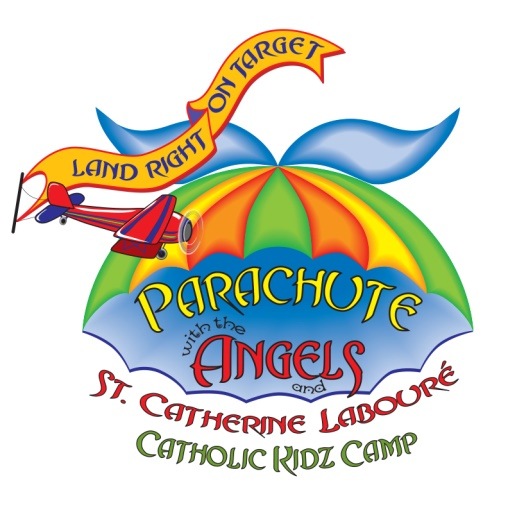 LAND RIGHT ON TARGET
PARACHUTE
with the
ANGELS
and
ST. CATHERINE LABOURÉ
CATHOLIC KIDZ CAMP